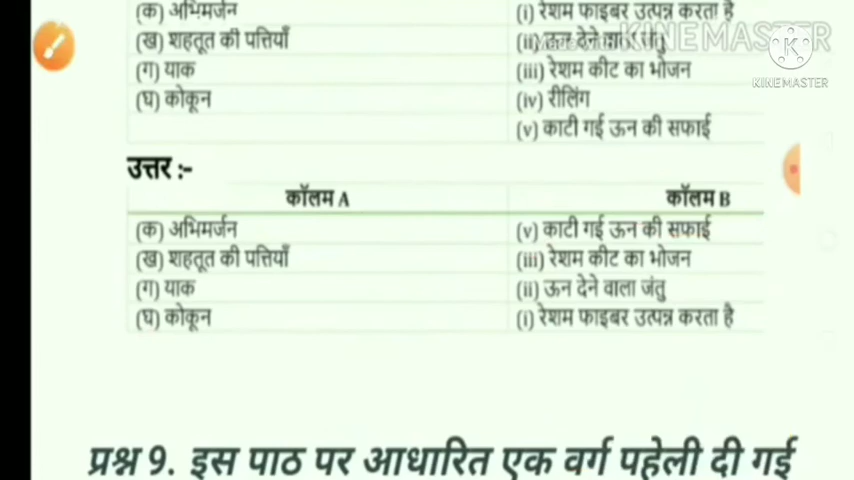 (क) अभिमर्जन (i) रेशम फाइबर उत्पन्न करता है
(ख) शहतूत की पत्तियाँ (ii) ऊन देने वाला जंतु
KINEMASTER
(ग) याक (iii) रेशम कीट का भोजन
KINEMASTER
(घ) कोकून (iv) रीलिंग
(v) काटी गई ऊन की सफाई
उत्तर :-
कॉलम A कॉलम B
(क) अभिमर्जन (v) काटी गई ऊन की सफाई
(ख) शहतूत की पत्तियाँ (iii) रेशम कीट का भोजन
(ग) याक (ii) ऊन देने वाला जंतु
(घ) कोकून (i) रेशम फाइबर उत्पन्न करता है
प्रश्न 9. इस पाठ पर आधारित एक वर्ग पहेली दी गई